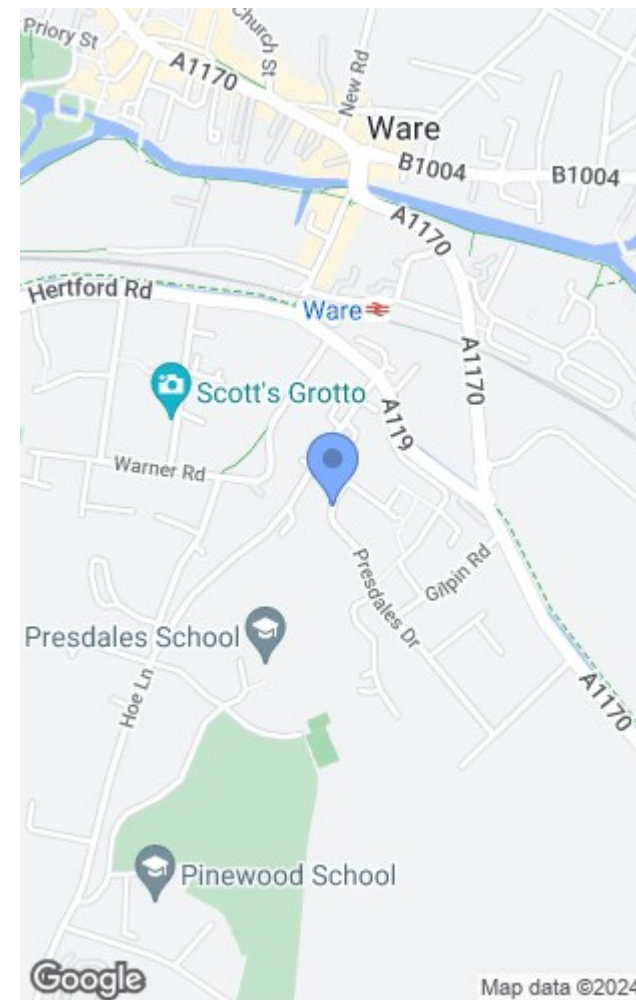 Priory St
Church St
A1170
New Rd
Ware
B1004
B1004
A1170
Hertford Rd
Ware
A1170
Scott's Grotto
A119
Warner Rd
Presdales Dr
Gilpin Rd
Presdales School
Hoe Ln
A1170
Pinewood School
Google
Map data ©2024